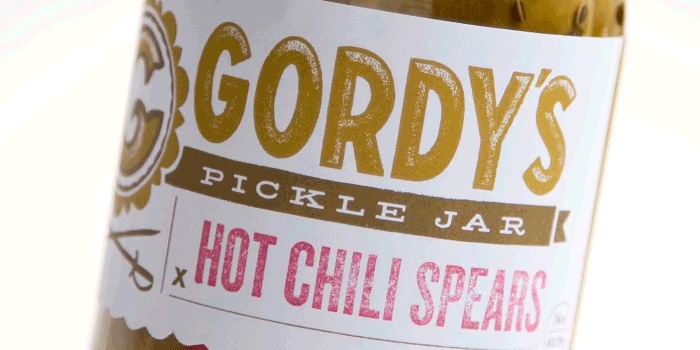 G
GORDY'S
PICKLE JAR
x HOT CHILI SPEARS